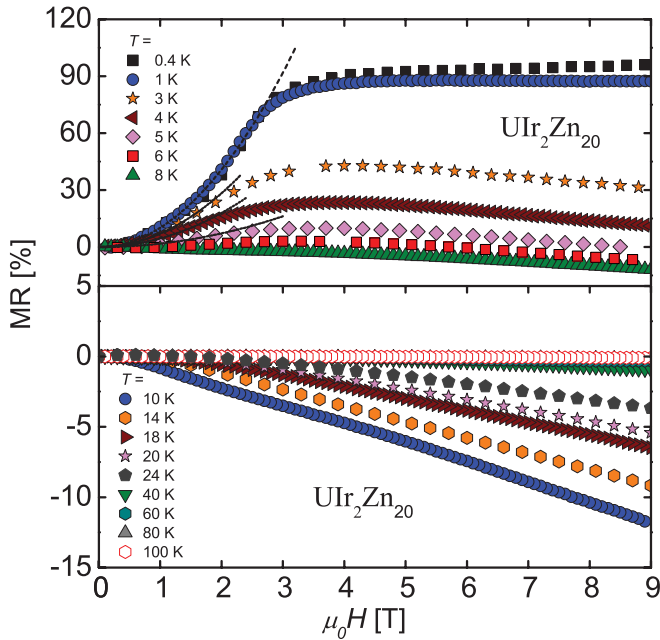 MR [%]
120
90
60
30
0
T =
0.4 K
1 K
3 K
4 K
5 K
6 K
8 K
UIr₂Zn₂₀
5
0
-5
-10
-15
T =
10 K
14 K
18 K
20 K
24 K
40 K
60 K
80 K
100 K
UIr₂Zn₂₀
0 1 2 3 4 5 6 7 8 9
μ₀H [T]